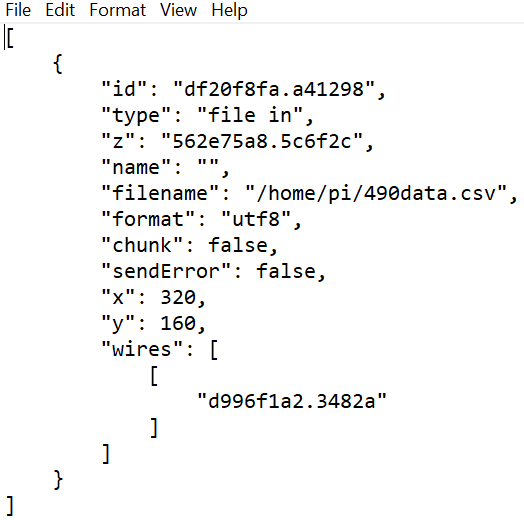 File Edit Format View Help
[
    {
        "id": "df20f8fa.a41298",
        "type": "file in",
        "z": "562e75a8.5c6f2c",
        "name": "",
        "filename": "/home/pi/490data.csv",
        "format": "utf8",
        "chunk": false,
        "sendError": false,
        "x": 320,
        "y": 160,
        "wires": [
            [
                "d996f1a2.3482a"
            ]
        ]
    }
]